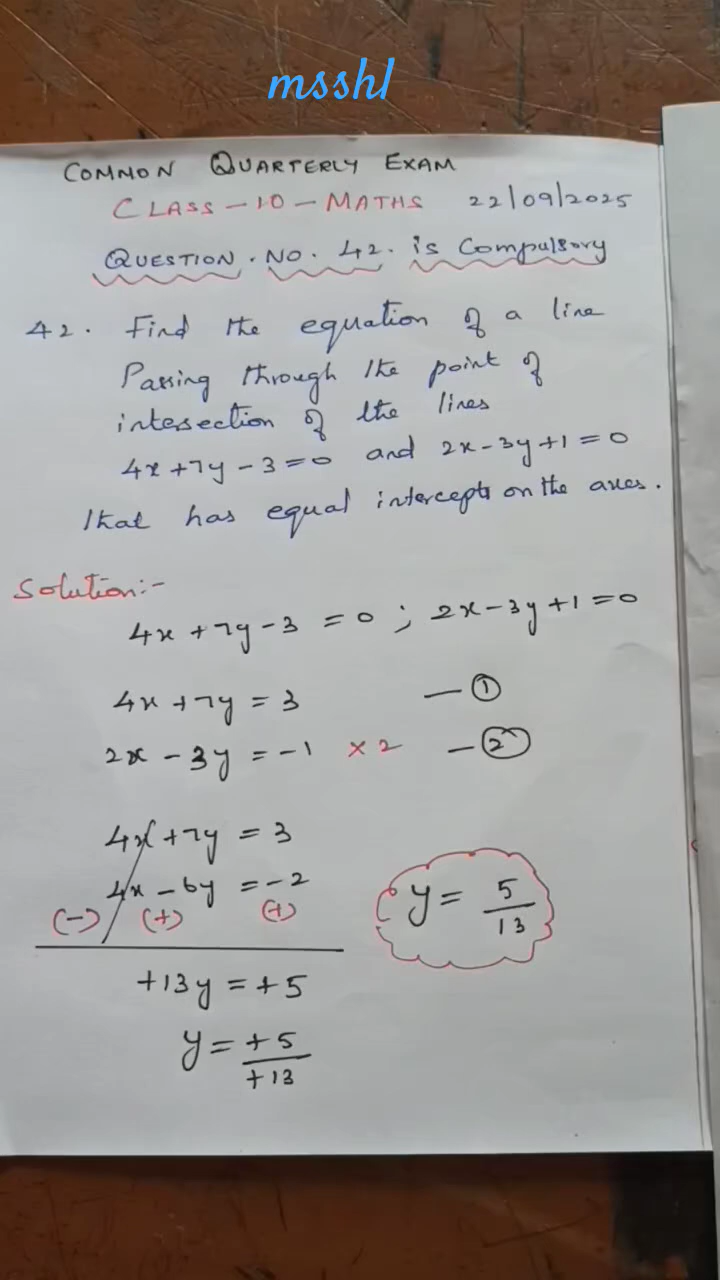 msshl
COMMON QUARTERLY EXAM
CLASS-10-MATHS 22/09/2025
QUESTION. NO. 42. is Compulsory
42. Find the equation of a line
Passing through the point of
intersection of the lines
4x+7y-3=0 and 2x-3y+1=0
that has equal intercepts on the axes.
Solution:-
4x+7y-3=0 ; 2x-3y+1=0
4x+7y=3 — ①
2x-3y=-1 ×2 — ②
4x+7y=3
4x-6y=-2
(-) (+) (+)
y = 5/13
+13y=+5
y = +5/+13